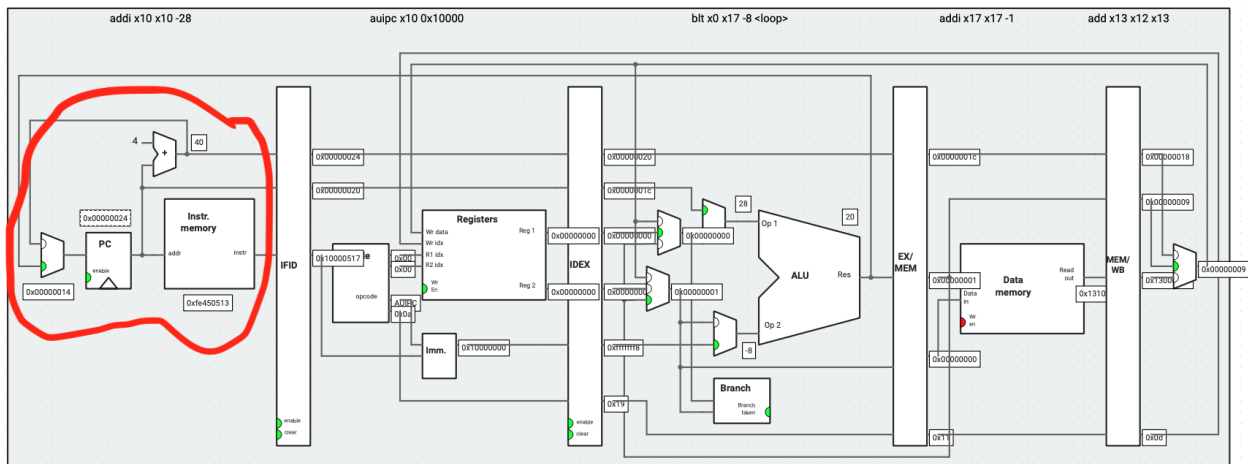 addi x10 x10 -28
auipc x10 0x10000
blt x0 x17 -8 <loop>
addi x17 x17 -1
add x13 x12 x13
4
+
40
0x00000024
PC
enable
0x00000014
Instr.
memory
addr
instr
0xfe450513
IFID
enable
clear
0x00000024
0x00000020
0x10000517
opcode
0x00
0x00
0x0a
Registers
Wr data
Wr idx
R1 idx
R2 idx
Wr
En
Reg 1
Reg 2
Imm.
0x10000000
IDEX
enable
clear
0x00000020
0x0000001c
0x00000000
0xfffffff8
0x19
0x00000000
0x00000001
28
-8
Op 1
Op 2
ALU
Res
20
Branch
Branch
taken
EX/
MEM
0x0000001c
0x00000001
0x00000000
0x11
Data
in
Wr
en
Data
memory
Read
out
0x1310
MEM/
WB
0x00000018
0x00000009
0x0d
0x00000009